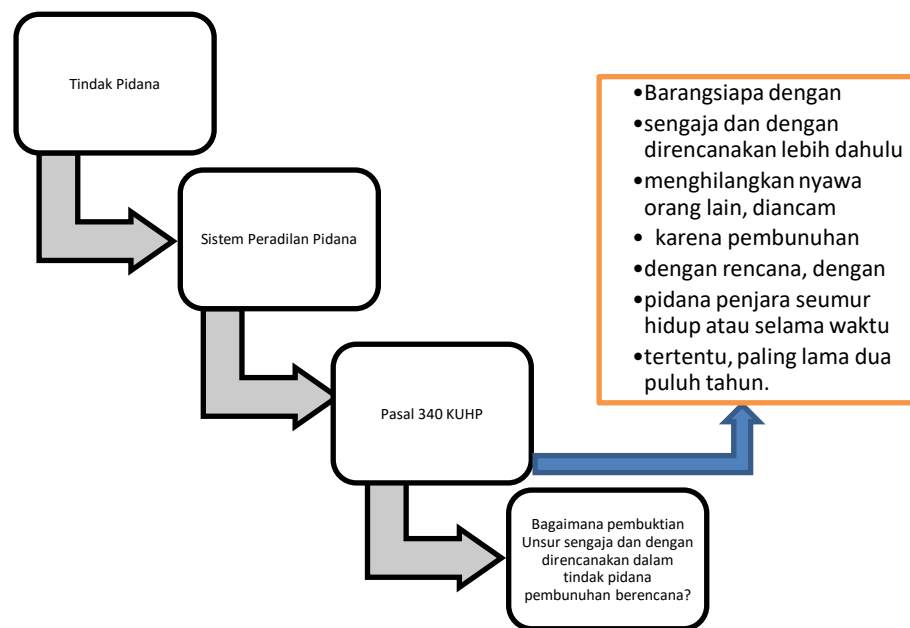 Tindak Pidana
Sistem Peradilan Pidana
Pasal 340 KUHP
•Barangsiapa dengan
•sengaja dan dengan
direncanakan lebih dahulu
•menghilangkan nyawa
orang lain, diancam
• karena pembunuhan
•dengan rencana, dengan
•pidana penjara seumur
hidup atau selama waktu
•tertentu, paling lama dua
puluh tahun.
Bagaimana pembuktian
Unsur sengaja dan dengan
direncanakan dalam
tindak pidana
pembunuhan berencana?